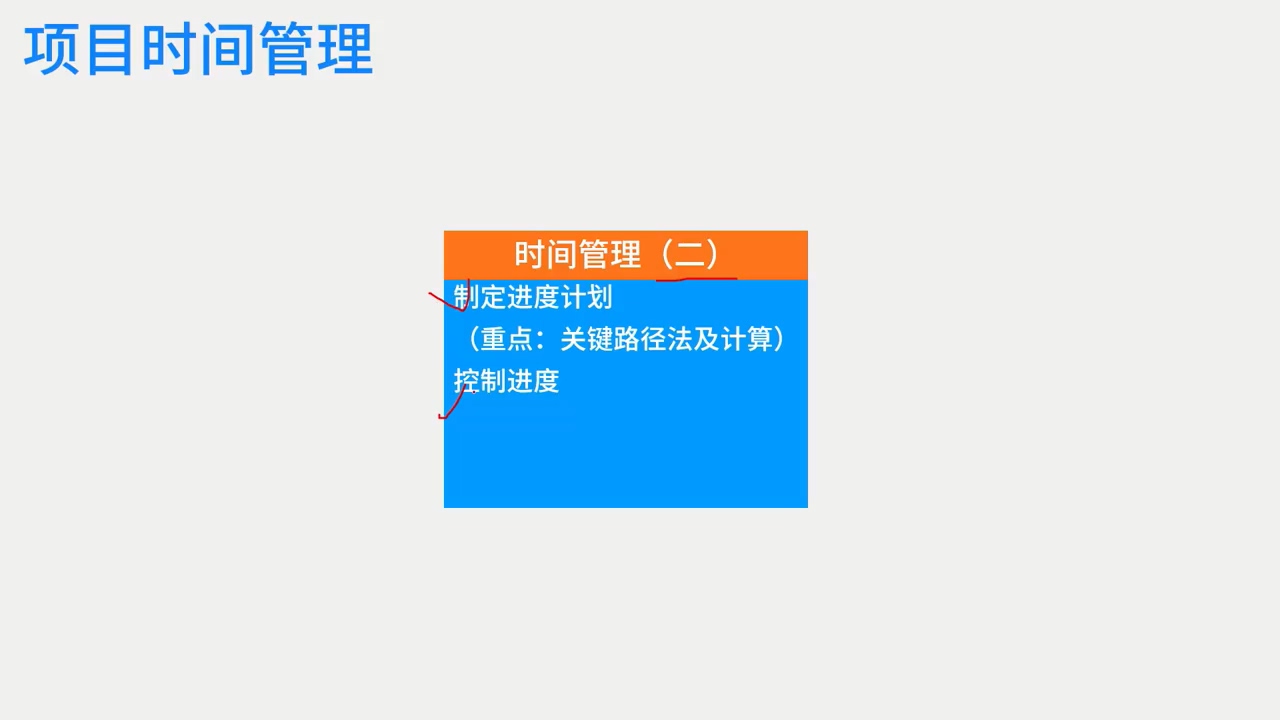 项目时间管理
时间管理（二）
制定进度计划
（重点：关键路径法及计算）
控制进度